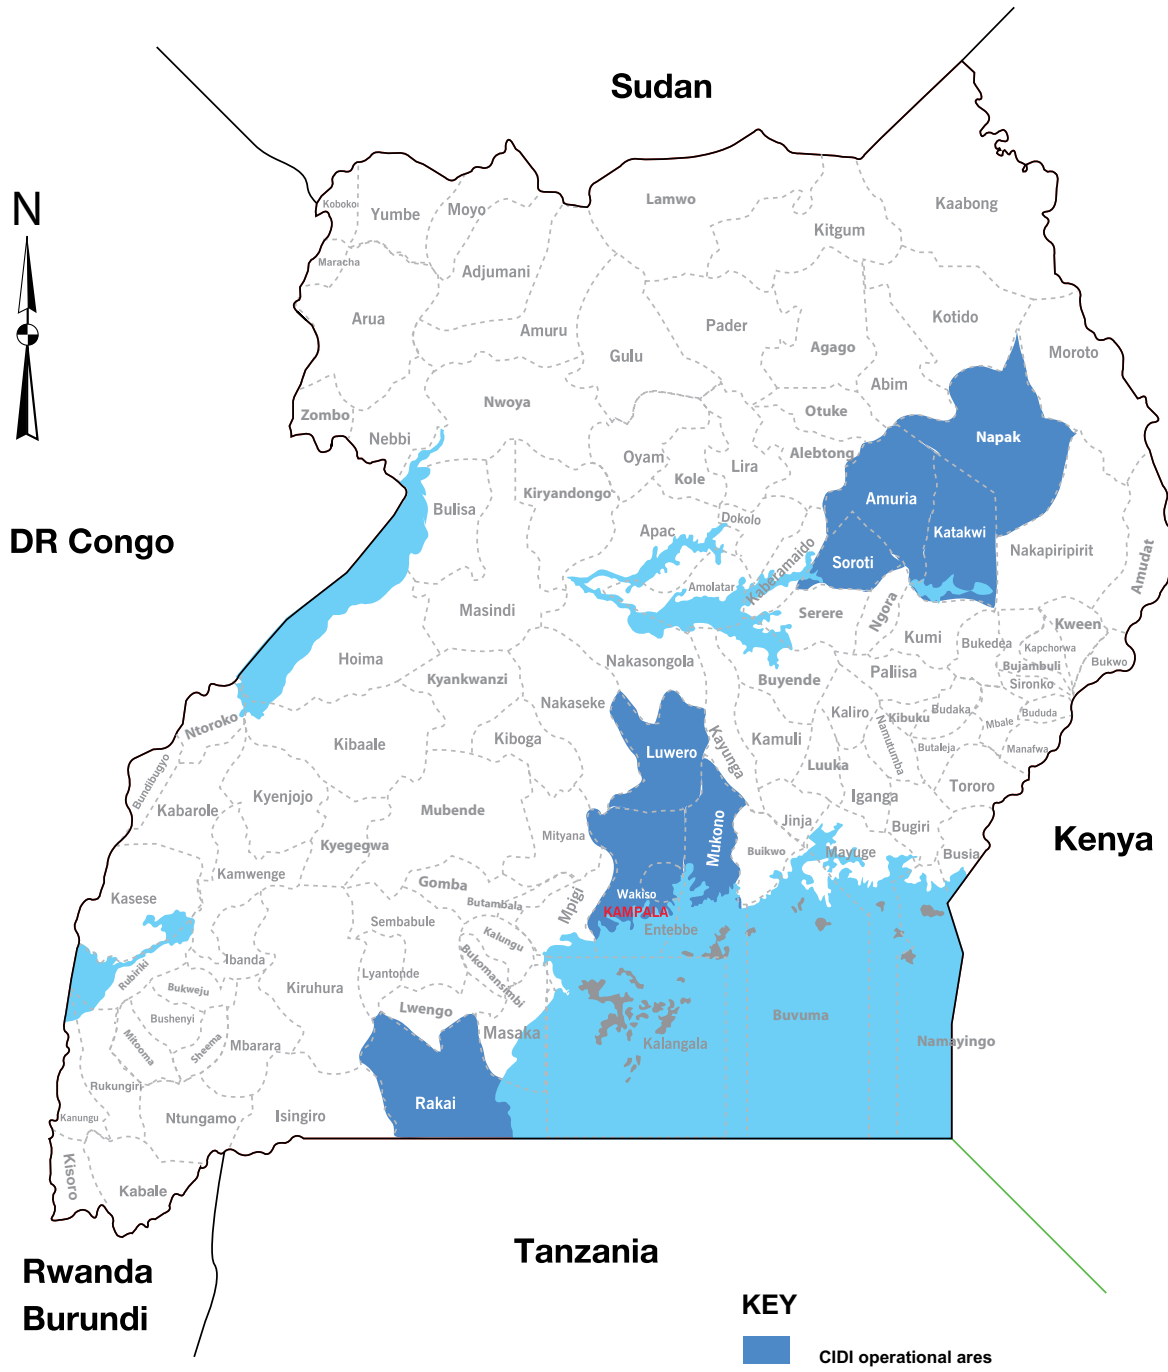 Sudan
N
Koboko
Yumbe
Moyo
Lamwo
Kaabong
Kitgum
Maracha
Adjumani
Arua
Amuru
Gulu
Pader
Agago
Kotido
Moroto
Abim
Zombo
Nebbi
Nwoya
Otuke
Napak
Oyam
Kole
Lira
Alebtong
Bulisa
Kiryandongo
Amuria
DR Congo
Apac
Dokolo
Katakwi
Soroti
Nakapiripirit
Amudat
Kaberamaido
Amolatar
Masindi
Serere
Ngora
Kumi
Bukedea
Kween
Kapchorwa
Bukwo
Bujambuli
Sironko
Hoima
Nakasongola
Buyende
Paliisa
Kyankwanzi
Nakaseke
Kaliro
Kibuku
Budaka
Mbale
Bududa
Ntoroko
Kibaale
Kiboga
Luwero
Kayunga
Kamuli
Namutumba
Butaleja
Manafwa
Bundibugyo
Luuka
Kabarole
Kyenjojo
Mubende
Iganga
Tororo
Kyegegwa
Mityana
Mukono
Jinja
Bugiri
Kenya
Buikwo
Mayuge
Busia
Kamwenge
Kasese
Gomba
Butambala
Mpigi
Wakiso
KAMPALA
Entebbe
Sembabule
Kalungu
Bukomansimbi
Rubiriki
Ibanda
Lyantonde
Bukweju
Kiruhura
Lwengo
Masaka
Bushenyi
Mitooma
Sheema
Mbarara
Kalangala
Buvuma
Namayingo
Rukungiri
Rakai
Kanungu
Ntungamo
Isingiro
Kisoro
Kabale
Tanzania
Rwanda
Burundi
KEY
CIDI operational ares